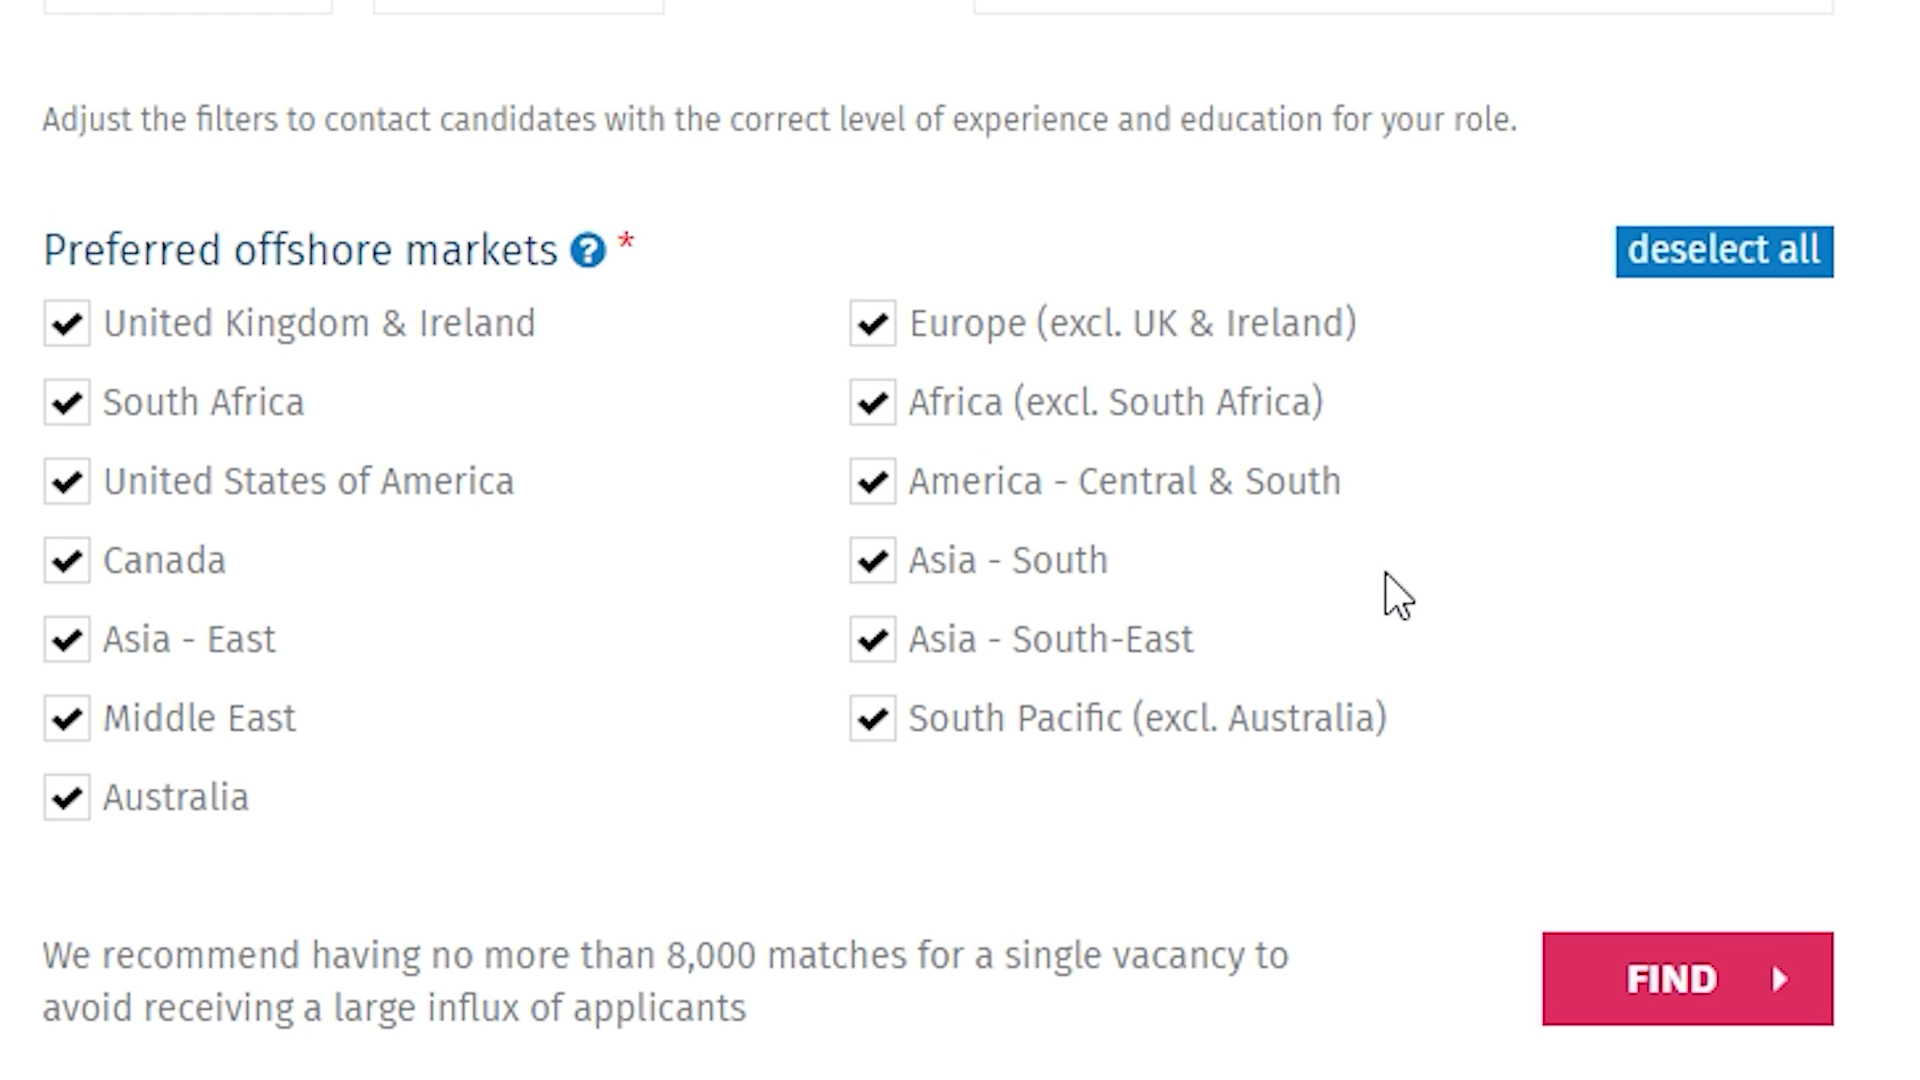 Adjust the filters to contact candidates with the correct level of experience and education for your role.
Preferred offshore markets ? *
deselect all
United Kingdom & Ireland
Europe (excl. UK & Ireland)
South Africa
Africa (excl. South Africa)
United States of America
America - Central & South
Canada
Asia - South
Asia - East
Asia - South-East
Middle East
South Pacific (excl. Australia)
Australia
We recommend having no more than 8,000 matches for a single vacancy to
avoid receiving a large influx of applicants
FIND